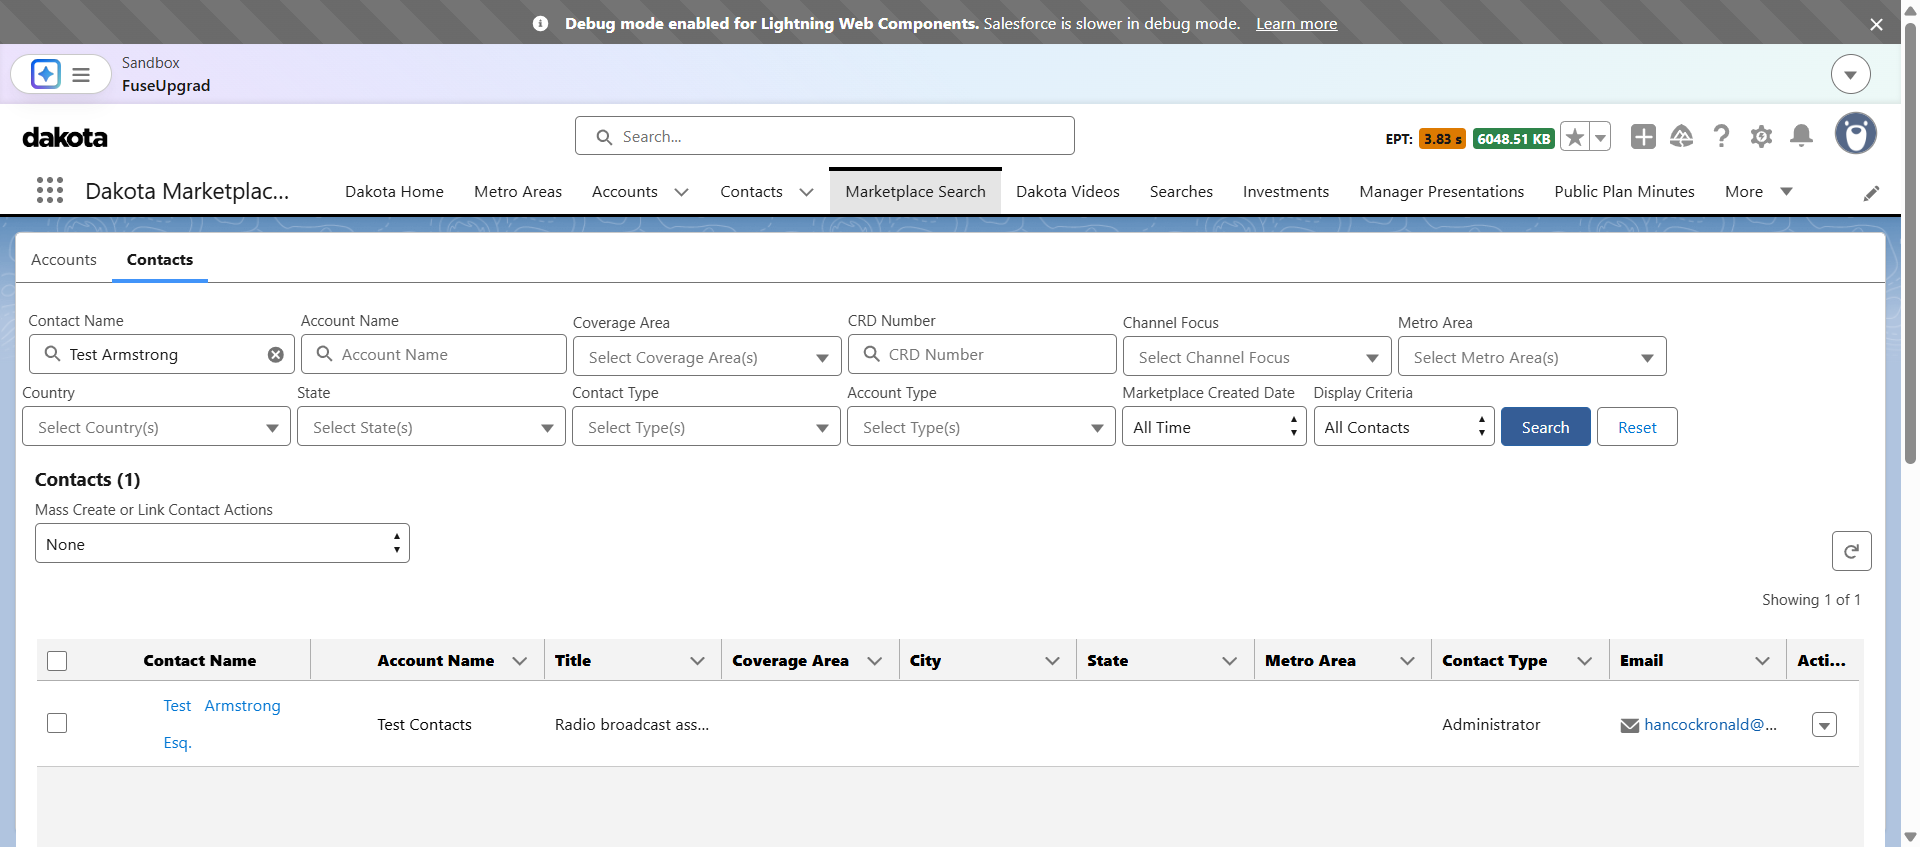 Debug mode enabled for Lightning Web Components. Salesforce is slower in debug mode. Learn more
Sandbox
FuseUpgrad
dakota
Search...
EPT: 3.83 s 6048.51 KB
Dakota Marketplac...
Dakota Home Metro Areas Accounts Contacts Marketplace Search Dakota Videos Searches Investments Manager Presentations Public Plan Minutes More
Accounts Contacts
Contact Name Account Name Coverage Area CRD Number Channel Focus Metro Area
Test Armstrong Account Name Select Coverage Area(s) CRD Number Select Channel Focus Select Metro Area(s)
Country State Contact Type Account Type Marketplace Created Date Display Criteria
Select Country(s) Select State(s) Select Type(s) Select Type(s) All Time All Contacts Search Reset
Contacts (1)
Mass Create or Link Contact Actions
None
Showing 1 of 1
Contact Name Account Name Title Coverage Area City State Metro Area Contact Type Email Acti...
Test Armstrong Esq. Test Contacts Radio broadcast ass... Administrator hancockronald@...